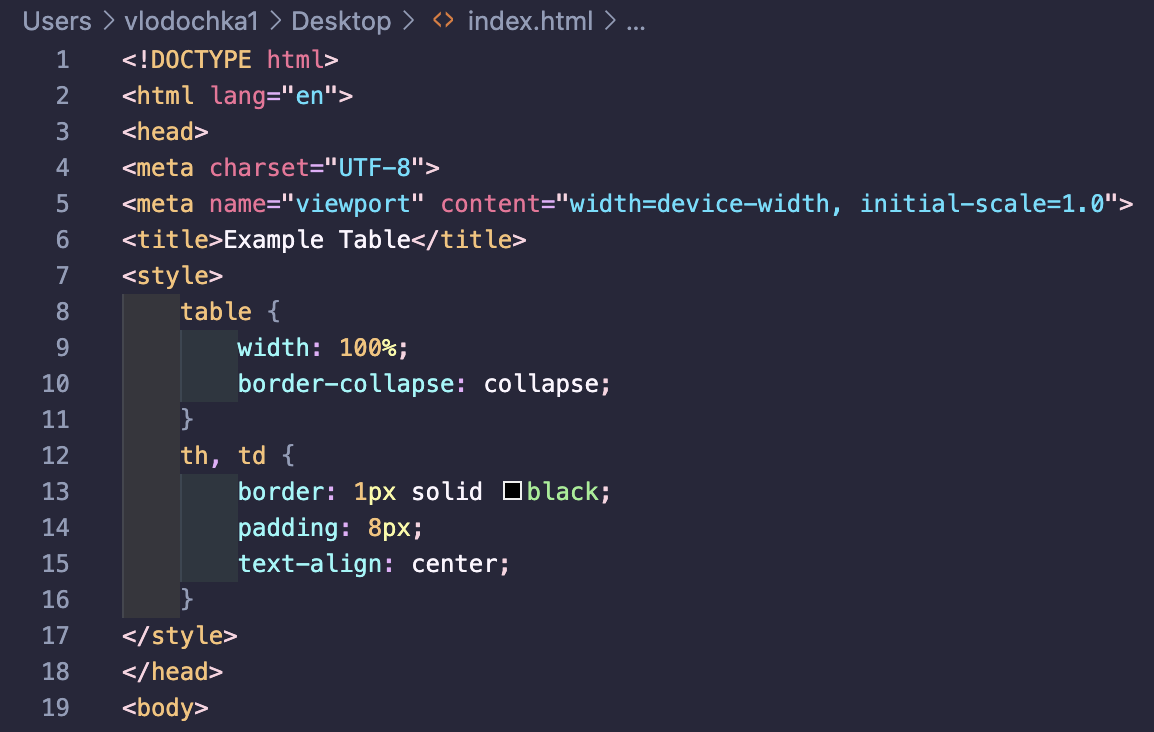 Users > vlodochka1 > Desktop > <> index.html > ...
1 <!DOCTYPE html>
2 <html lang="en">
3 <head>
4 <meta charset="UTF-8">
5 <meta name="viewport" content="width=device-width, initial-scale=1.0">
6 <title>Example Table</title>
7 <style>
8     table {
9         width: 100%;
10         border-collapse: collapse;
11     }
12     th, td {
13         border: 1px solid black;
14         padding: 8px;
15         text-align: center;
16     }
17 </style>
18 </head>
19 <body>